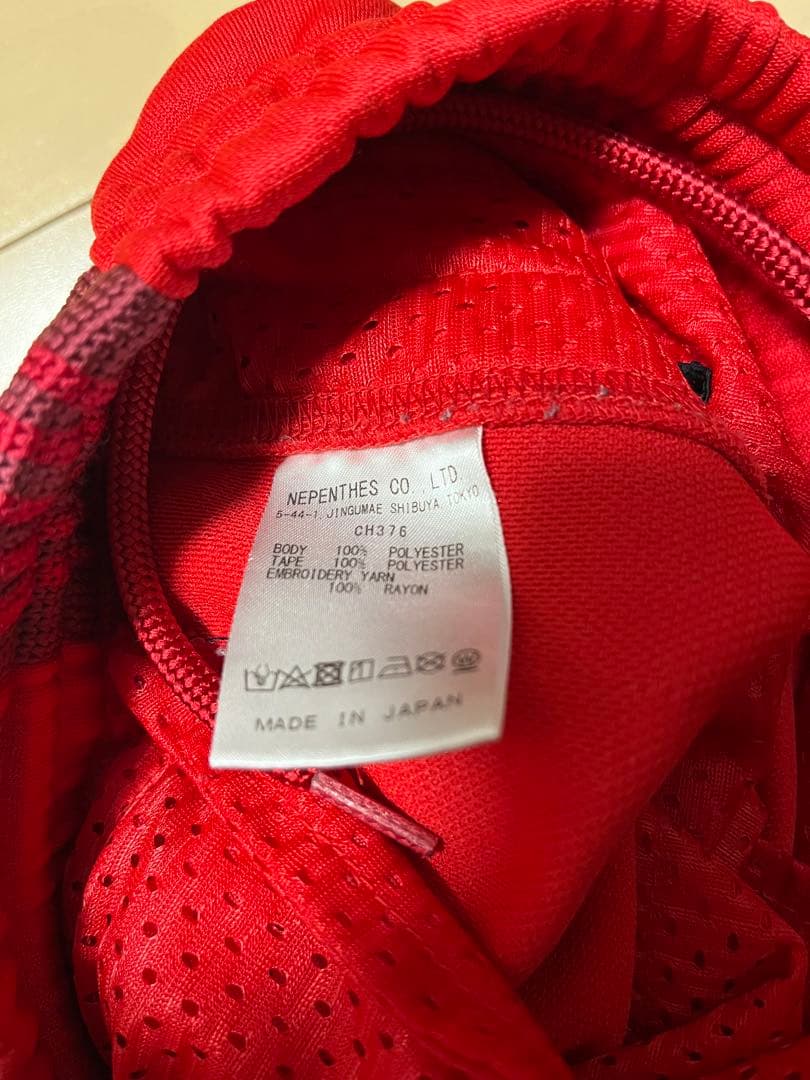 NEPENTHES CO.,LTD.
5-44-1,JINGUMAE SHIBUYA,TOKYO
CH376
BODY 100% POLYESTER
TAPE 100% POLYESTER
EMBROIDERY YARN
100% RAYON
MADE IN JAPAN